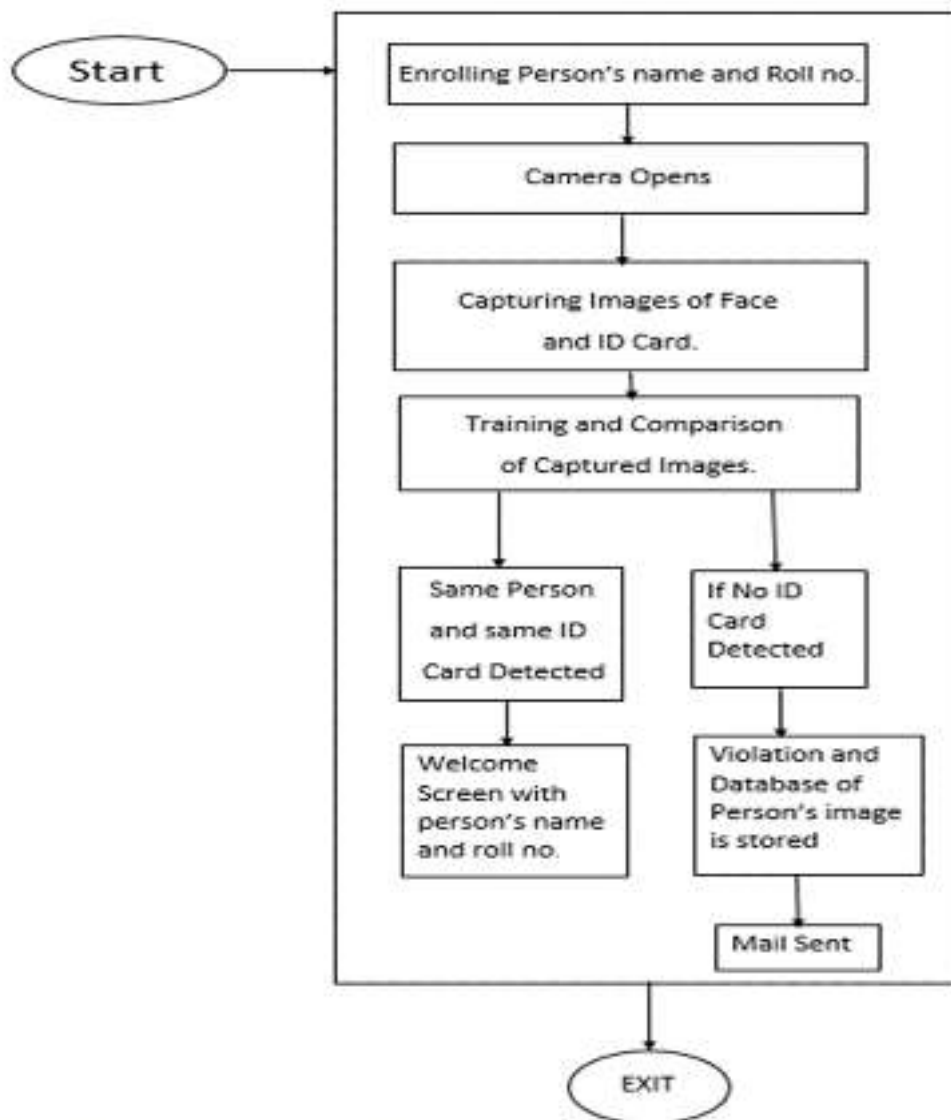 Start
Enrolling Person's name and Roll no.
Camera Opens
Capturing Images of Face
and ID Card.
Training and Comparison
of Captured Images.
Same Person
and same ID
Card Detected
If No ID
Card
Detected
Welcome
Screen with
person's name
and roll no.
Violation and
Database of
Person's image
is stored
Mail Sent
EXIT